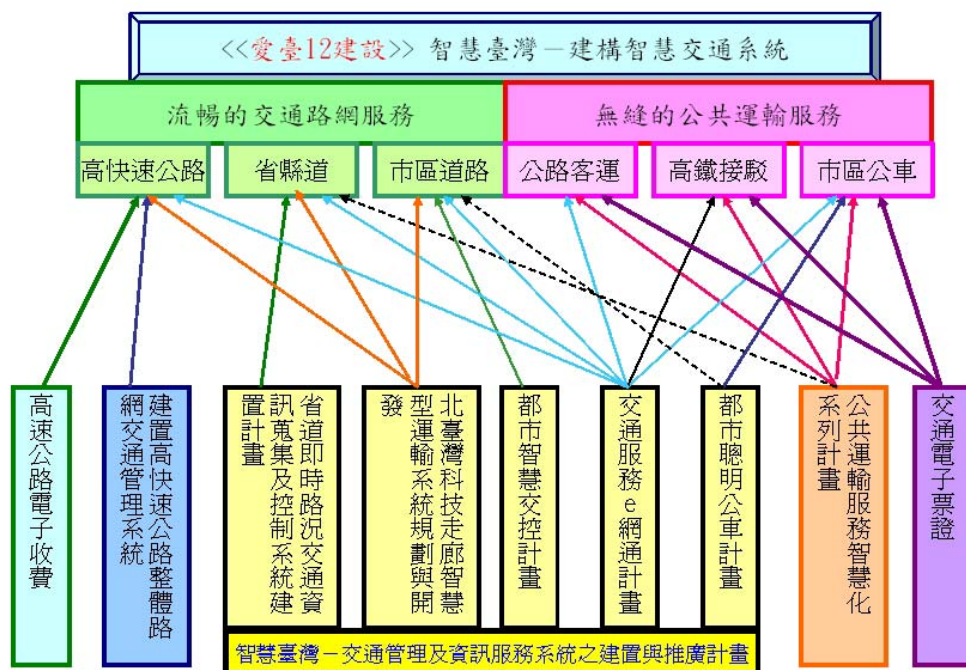 <<愛臺12建設>> 智慧臺灣－建構智慧交通系統
流暢的交通路網服務
無縫的公共運輸服務
高快速公路
省縣道
市區道路
公路客運
高鐵接駁
市區公車
高速公路電子收費
建置高快速公路整體路
網交通管理系統
省道即時路況交通資
訊蒐集及控制系統建
置計畫
北臺灣科技走廊智慧
型運輸系統規劃與開
發
都市智慧交控計畫
交通服務e網通計畫
都市聰明公車計畫
公共運輸服務智慧化
系列計畫
交通電子票證
智慧臺灣－交通管理及資訊服務系統之建置與推廣計畫